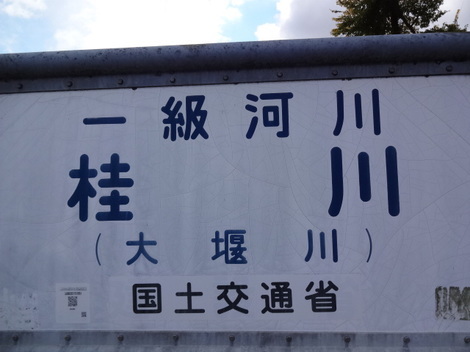 一級河川
桂川
(大堰川)
国土交通省